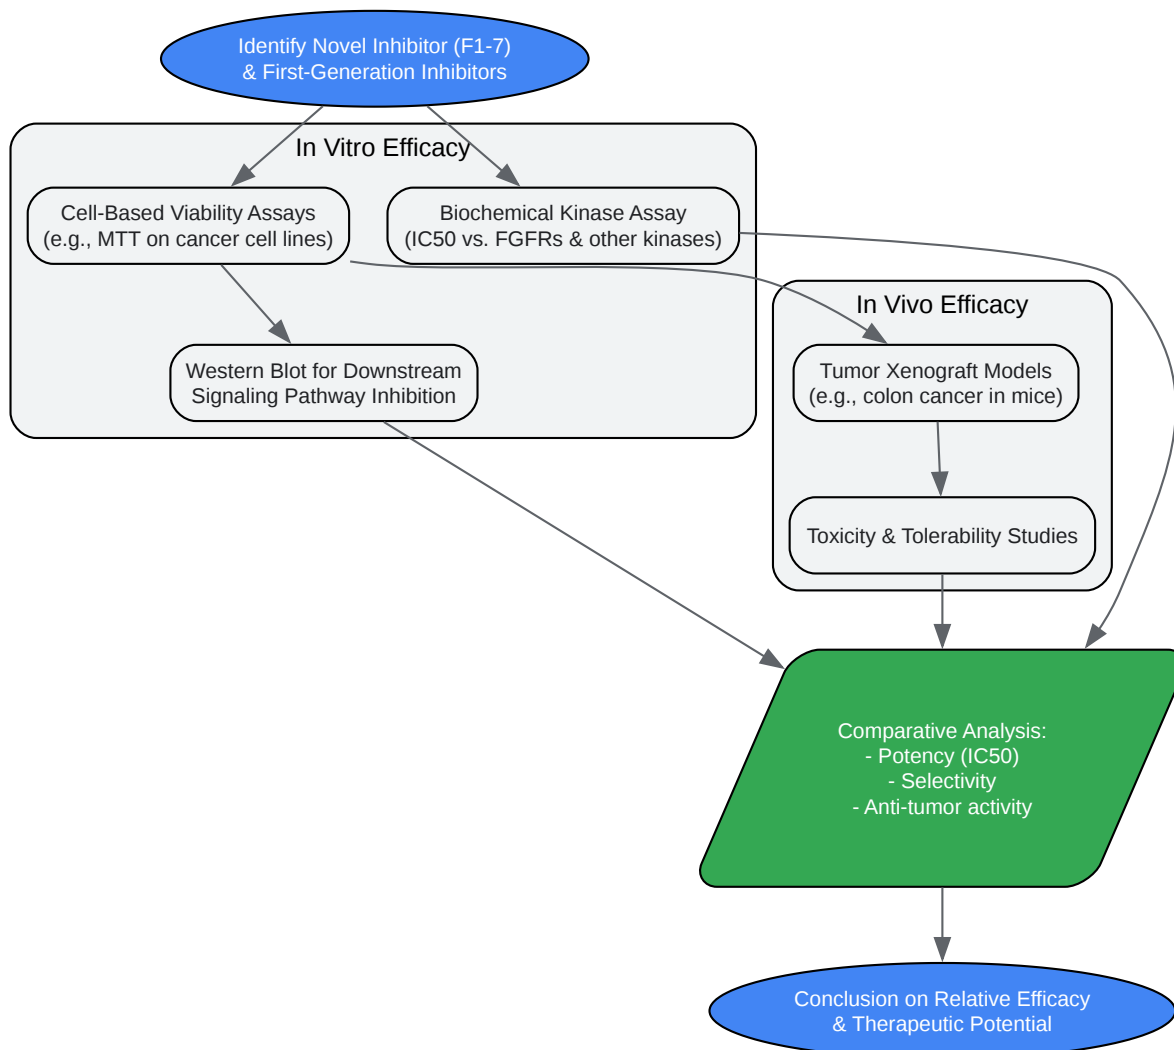 Identify Novel Inhibitor (F1-7)
& First-Generation Inhibitors
In Vitro Efficacy
Cell-Based Viability Assays
(e.g., MTT on cancer cell lines)
Biochemical Kinase Assay
(IC50 vs. FGFRs & other kinases)
Western Blot for Downstream
Signaling Pathway Inhibition
In Vivo Efficacy
Tumor Xenograft Models
(e.g., colon cancer in mice)
Toxicity & Tolerability Studies
Comparative Analysis:
- Potency (IC50)
- Selectivity
- Anti-tumor activity
Conclusion on Relative Efficacy
& Therapeutic Potential